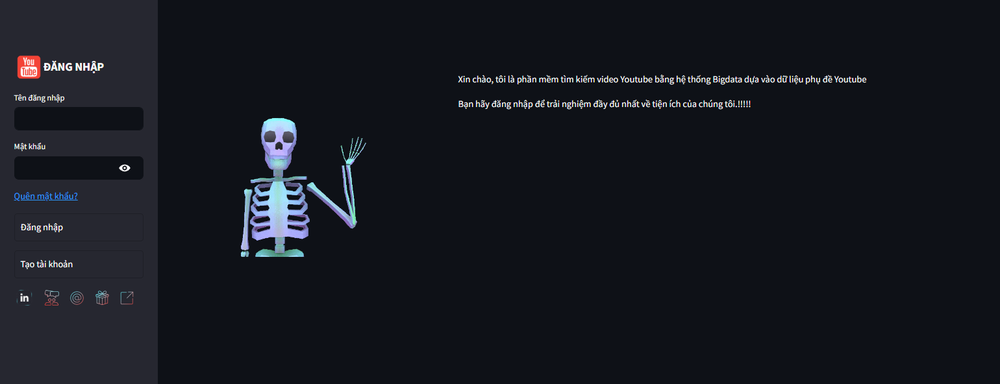 You
Tube
ĐĂNG NHẬP
Tên đăng nhập
Mật khẩu
Quên mật khẩu?
Đăng nhập
Tạo tài khoản
in
Xin chào, tôi là phần mềm tìm kiếm video Youtube bằng hệ thống Bigdata dựa vào dữ liệu phụ đề Youtube
Bạn hãy đăng nhập để trải nghiệm đầy đủ nhất về tiện ích của chúng tôi.!!!!!